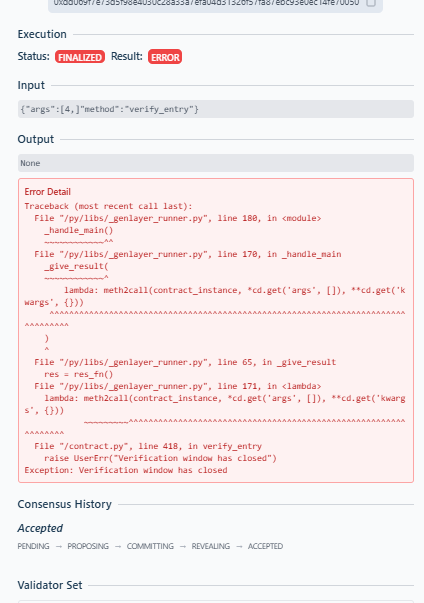 Execution
Status: FINALIZED Result: ERROR
Input
{"args":[4,]"method":"verify_entry"}
Output
None
Error Detail
Traceback (most recent call last):
  File "/py/libs/_genlayer_runner.py", line 180, in <module>
    _handle_main()
    ~~~~~~~~~~~~^^
  File "/py/libs/_genlayer_runner.py", line 170, in _handle_main
    _give_result(
    ~~~~~~~~~~~~^
        lambda: meth2call(contract_instance, *cd.get('args', []), **cd.get('k
wargs', {}))
     ^^^^^^^^^^^^^^^^^^^^^^^^^^^^^^^^^^^^^^^^^^^^^^^^^^^^^^^^^^^^^^^^^^^^^^^^
^^^^^^^^^
    )
    ^
  File "/py/libs/_genlayer_runner.py", line 65, in _give_result
    res = res_fn()
  File "/py/libs/_genlayer_runner.py", line 171, in <lambda>
    lambda: meth2call(contract_instance, *cd.get('args', []), **cd.get('kwarg
s', {}))
            ~~~~~~~~~^^^^^^^^^^^^^^^^^^^^^^^^^^^^^^^^^^^^^^^^^^^^^^^^^^^^^^^^
^^^^^^^^
  File "/contract.py", line 418, in verify_entry
    raise UserErr("Verification window has closed")
Exception: Verification window has closed
Consensus History
Accepted
PENDING → PROPOSING → COMMITTING → REVEALING → ACCEPTED
Validator Set